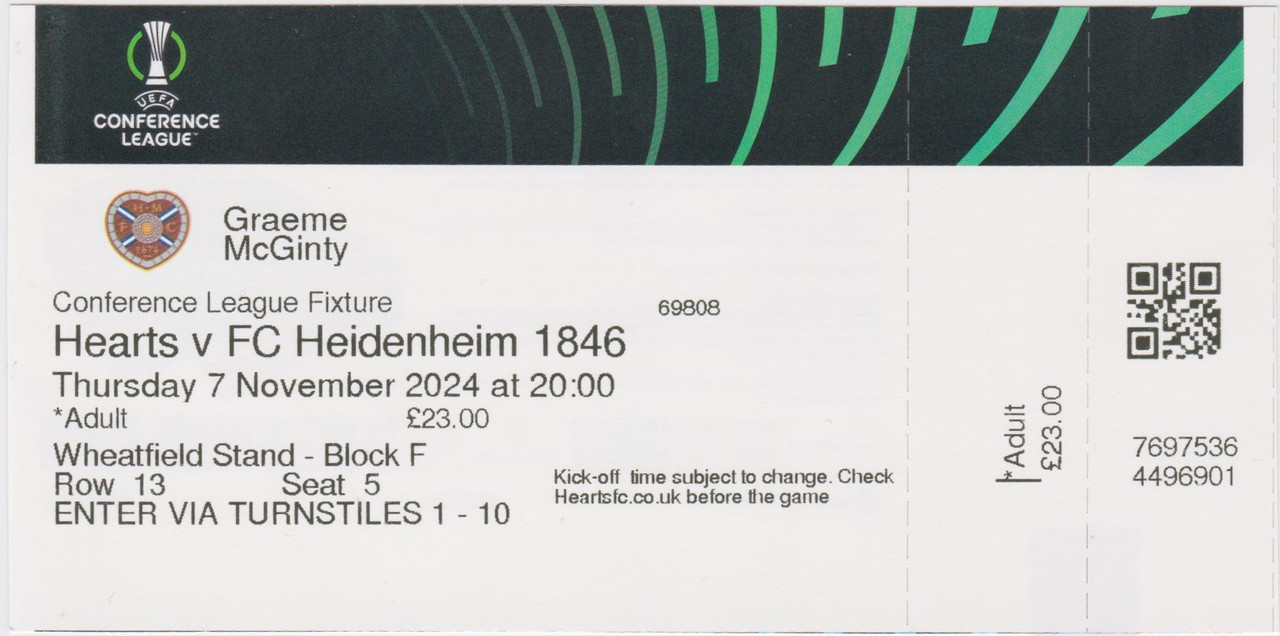 UEFA
CONFERENCE
LEAGUE™
H M
F C
1874
Graeme
McGinty
Conference League Fixture
69808
Hearts v FC Heidenheim 1846
Thursday 7 November 2024 at 20:00
*Adult £23.00
Wheatfield Stand - Block F
Row 13 Seat 5
ENTER VIA TURNSTILES 1 - 10
Kick-off time subject to change. Check
Heartsfc.co.uk before the game
*Adult
£23.00
7697536
4496901